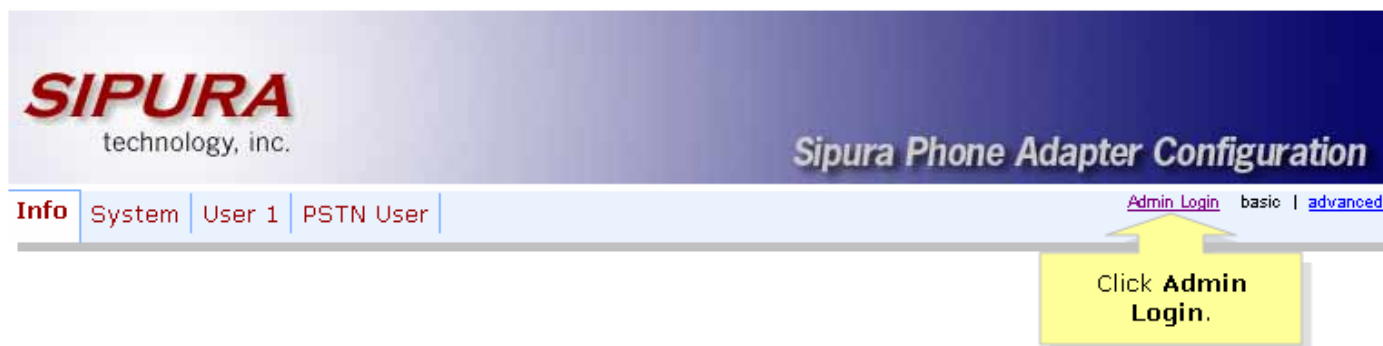 SIPURA
technology, inc.
Sipura Phone Adapter Configuration
Info System User 1 PSTN User Admin Login basic | advanced
Click Admin
Login.